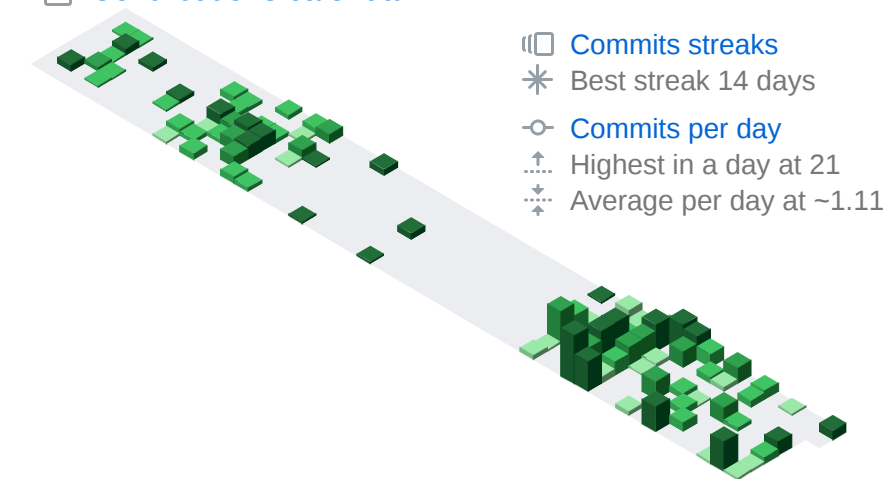 Commits streaks
Best streak 14 days
Commits per day
Highest in a day at 21
Average per day at ~1.11